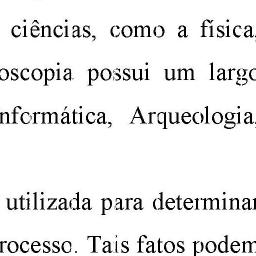 ciências, como a física,
oscopia possui um largo
nformática, Arqueologia,
utilizada para determinar
rocesso. Tais fatos podem